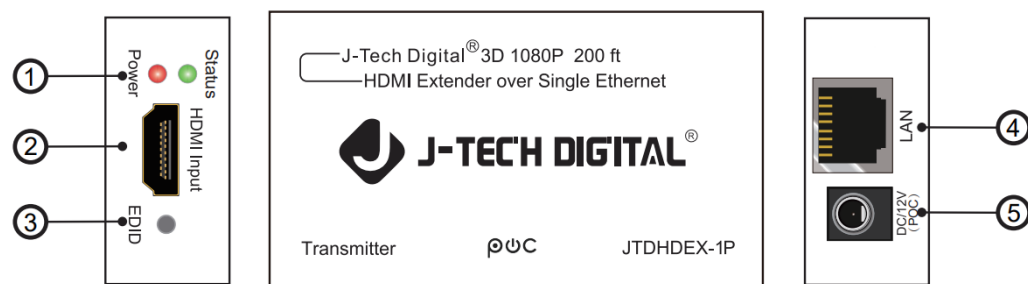 1
Power
Status
2
HDMI Input
3
EDID
J-Tech Digital® 3D 1080P 200 ft
HDMI Extender over Single Ethernet
J-TECH DIGITAL®
Transmitter
poc
JTDHDEX-1P
LAN
4
DC/12V
(POC)
5